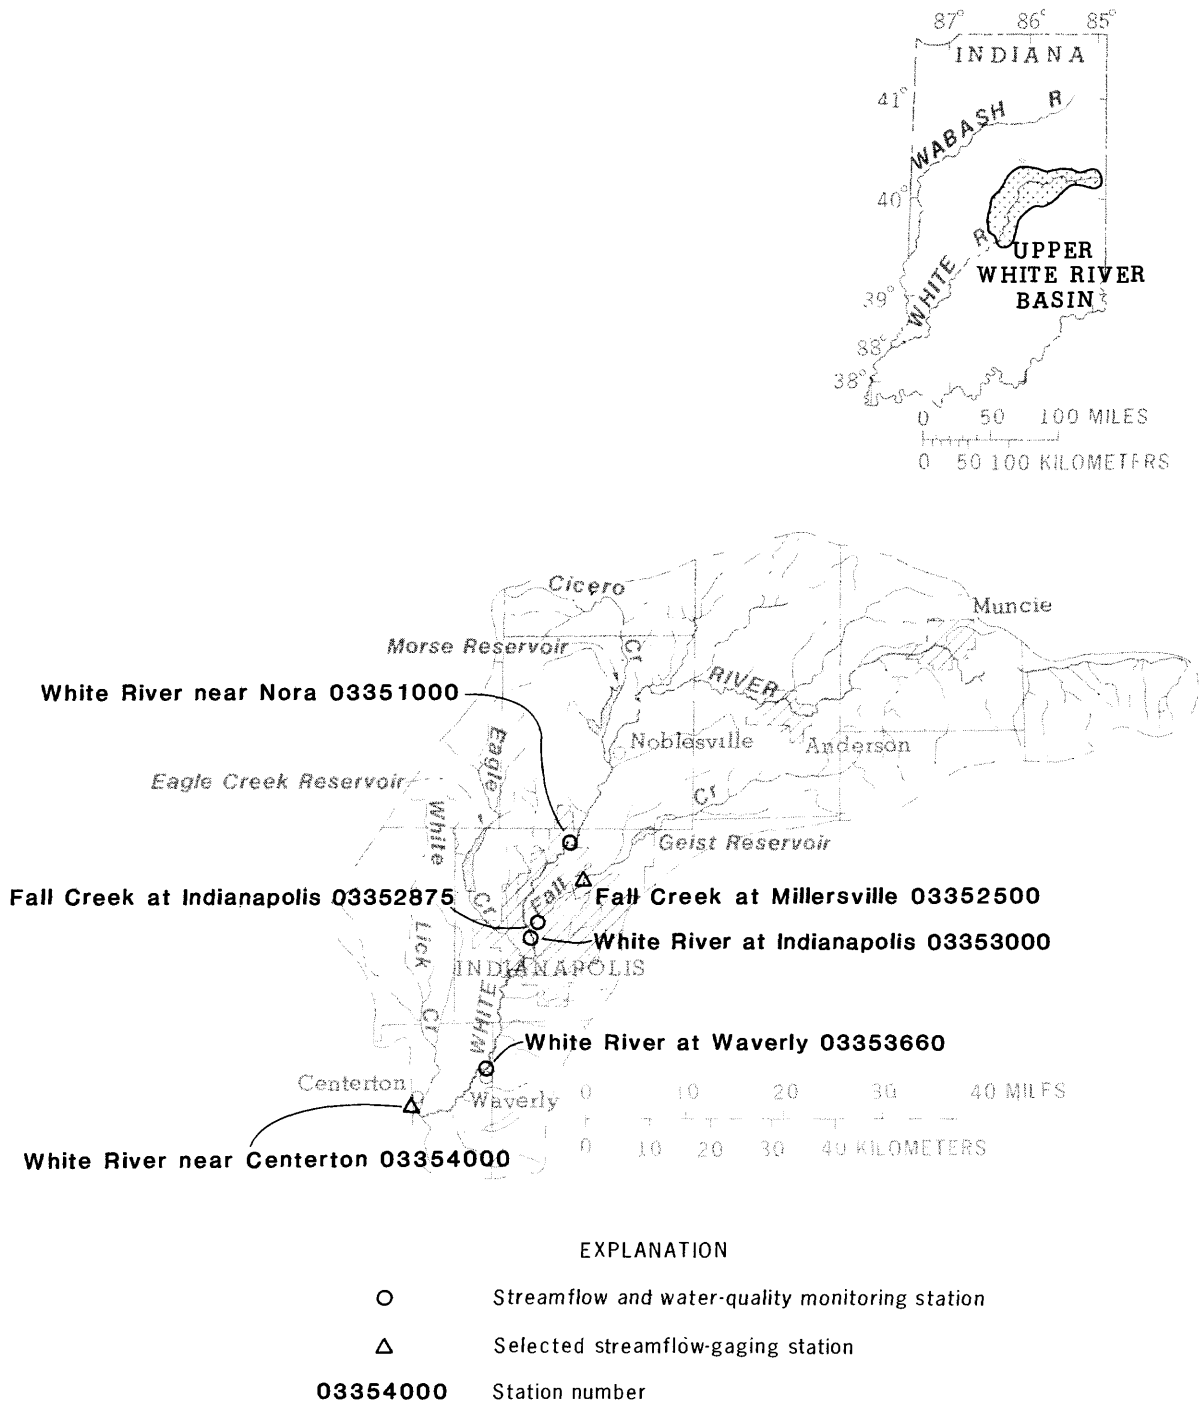 87° 86° 85°
INDIANA
41°
WABASH R
40°
WHITE R
UPPER
WHITE RIVER
BASIN
39°
88°
38°
0 50 100 MILES
0 50 100 KILOMETERS
Cicero
Muncie
Morse Reservoir
Cr
RIVER
White River near Nora 03351000
Noblesville
Anderson
Eagle
Eagle Creek Reservoir
Cr
White
Geist Reservoir
Fall Creek at Indianapolis 03352875
Cr
Fall
Fall Creek at Millersville 03352500
White River at Indianapolis 03353000
Lick
INDIANAPOLIS
Cr
WHITE
White River at Waverly 03353660
Centerton
Waverly
0 10 20 30 40 MILES
0 10 20 30 40 KILOMETERS
White River near Centerton 03354000
EXPLANATION
Streamflow and water-quality monitoring station
Selected streamflow-gaging station
03354000 Station number